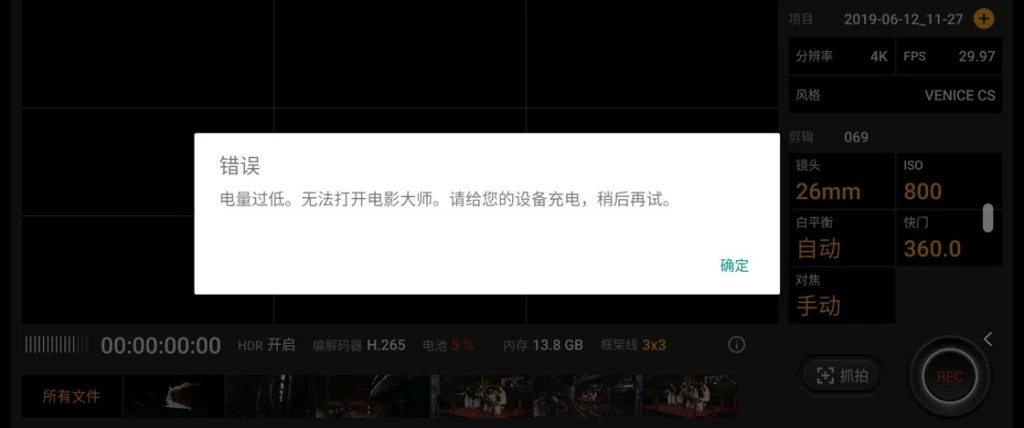 项目 2019-06-12_11-27
分辨率 4K FPS 29.97
风格 VENICE CS
剪辑 069
镜头 ISO
26mm 800
白平衡 快门
自动 360.0
对焦
手动
错误
电量过低。无法打开电影大师。请给您的设备充电，稍后再试。
确定
00:00:00:00 HDR 开启 编解码器 H.265 电池 5 % 内存 13.8 GB 框架线 3x3
所有文件
抓拍
REC